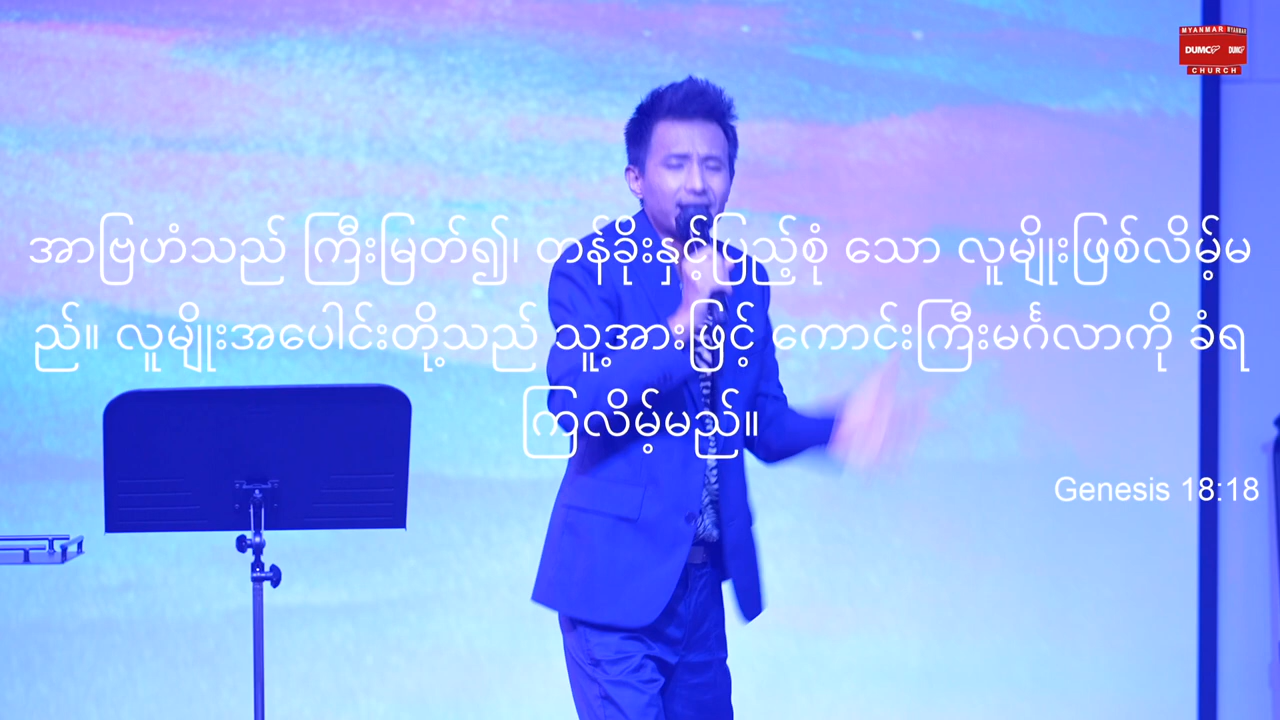 MYANMAR MYANMAR
DUMC DUMC
CHURCH
အာဗြဟံသည် ကြီးမြတ်၍၊ တန်ခိုးနှင့်ပြည့်စုံ သော လူမျိုးဖြစ်လိမ့်မ
ည်။ လူမျိုးအပေါင်းတို့သည် သူ့အားဖြင့် ကောင်းကြီးမင်္ဂလာကို ခံရ
ကြလိမ့်မည်။
Genesis 18:18